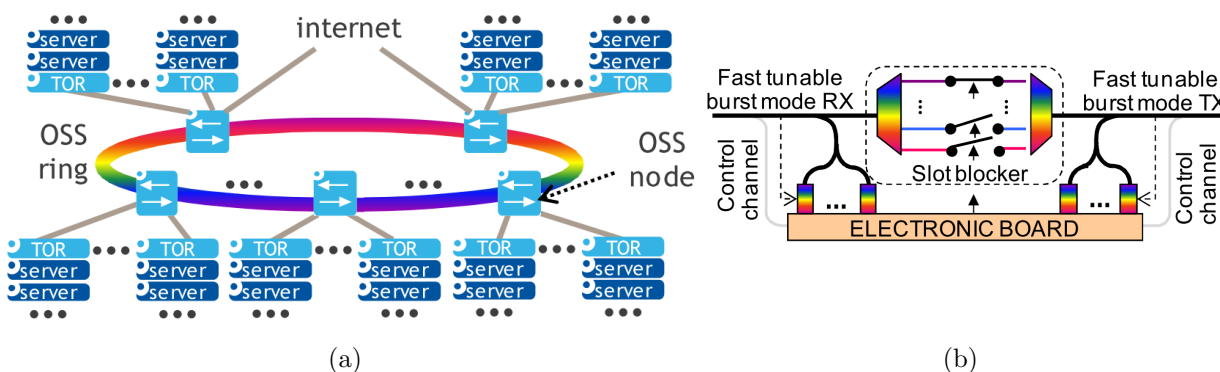 internet
server
server
server
server
TOR
TOR
server
server
server
server
TOR
TOR
OSS
ring
OSS
node
TOR
TOR
TOR
TOR
TOR
TOR
server
server
server
server
server
server
server
server
server
server
server
server
(a)
Fast tunable
burst mode RX
Fast tunable
burst mode TX
Slot blocker
Control
channel
Control
channel
ELECTRONIC BOARD
(b)